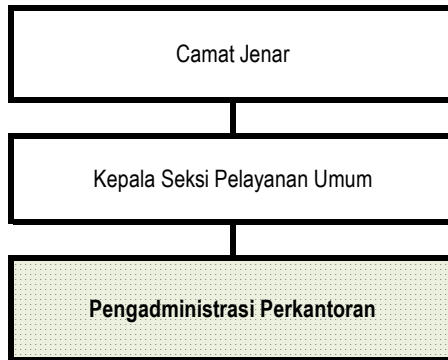 Camat Jenar
Kepala Seksi Pelayanan Umum
Pengadministrasi Perkantoran